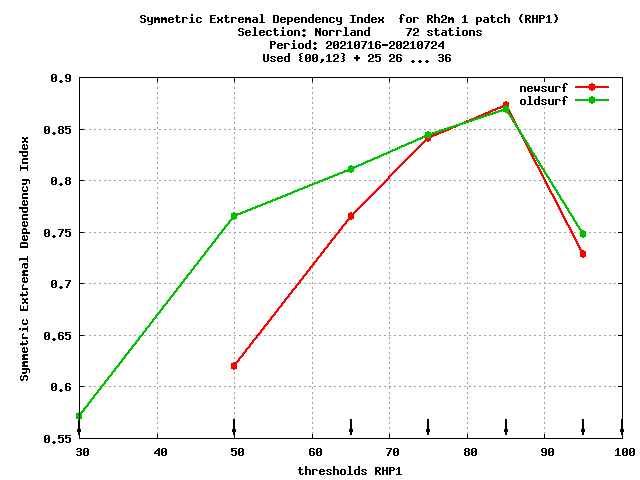 Symmetric Extremal Dependency Index  for Rh2m 1 patch (RHP1)
Selection: Norrland     72 stations
Period: 20210716-20210724
Used {00,12} + 25 26 ... 36
newsurf
oldsurf
0.9
0.85
0.8
0.75
0.7
0.65
0.6
0.55
Symmetric Extremal Dependency Index
30 40 50 60 70 80 90 100
thresholds RHP1